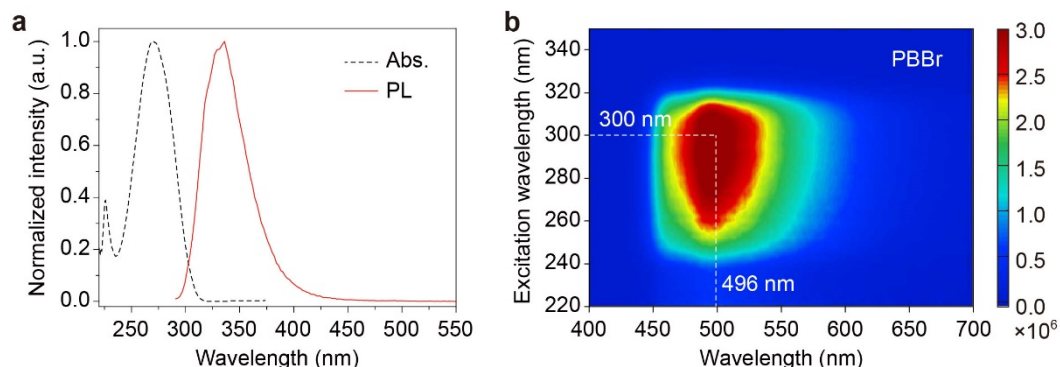 a
Normalized intensity (a.u.)
1.0
0.8
0.6
0.4
0.2
0.0
Abs.
PL
250 300 350 400 450 500 550
Wavelength (nm)
b
Excitation wavelength (nm)
340
320
300
280
260
240
220
PBBr
300 nm
496 nm
400 450 500 550 600 650 700
Wavelength (nm)
3.0
2.5
2.0
1.5
1.0
0.0
×10⁶